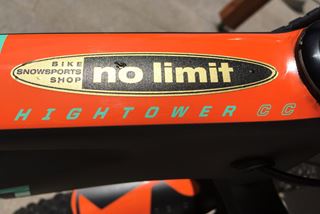 BIKE
SNOWSPORTS
SHOP
no limit
HIGHTOWER CC